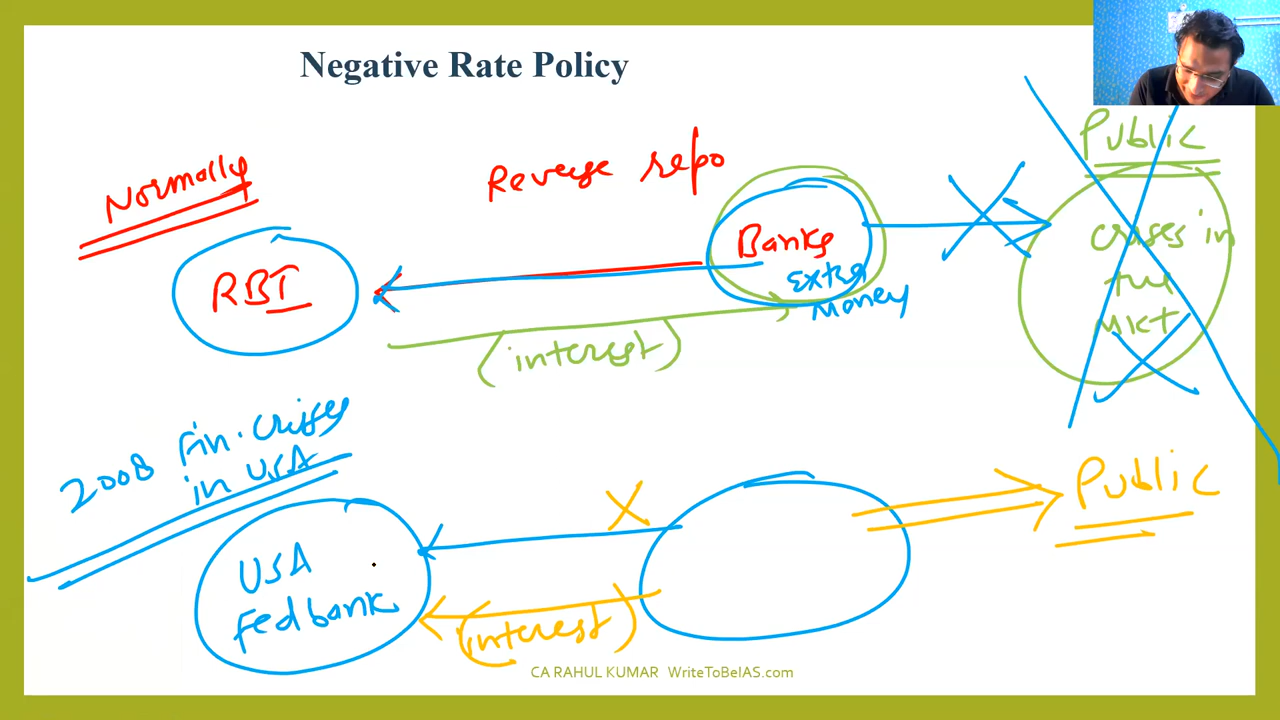 Negative Rate Policy
Normally
Reverse repo
Public
RBI
Banks
Extra
Money
crises in
the
Mkt
(interest)
2008 Fin. Crises
in USA
X
Public
USA
Fed bank
(interest)
CA RAHUL KUMAR WriteToBeIAS.com